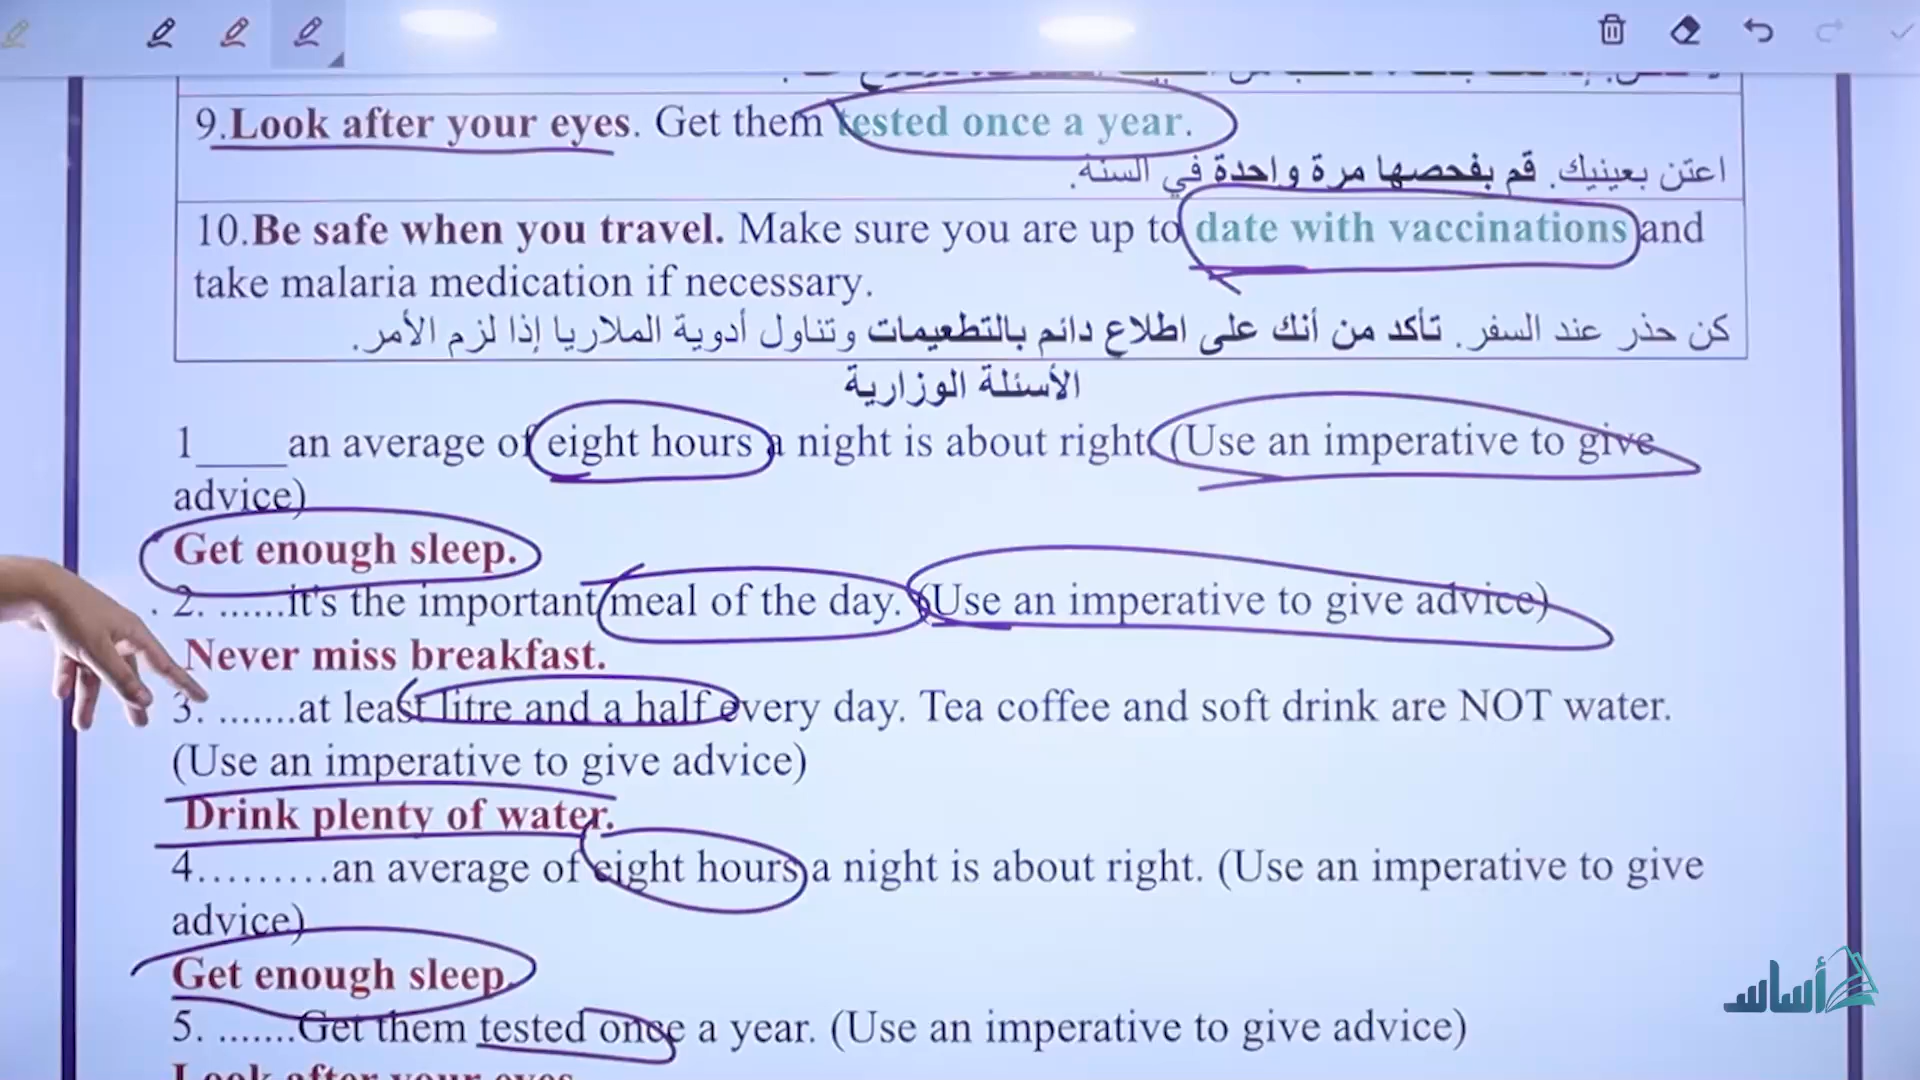 9.Look after your eyes. Get them tested once a year.
اعتن بعينيك. قم بفحصها مرة واحدة في السنة.
10.Be safe when you travel. Make sure you are up to date with vaccinations and
take malaria medication if necessary.
كن حذر عند السفر. تأكد من أنك على اطلاع دائم بالتطعيمات وتناول أدوية الملاريا إذا لزم الأمر.
الأسئلة الوزارية
1____an average of eight hours a night is about right. (Use an imperative to give
advice)
Get enough sleep.
2. ......it's the important meal of the day. (Use an imperative to give advice)
Never miss breakfast.
3. .......at least litre and a half every day. Tea coffee and soft drink are NOT water.
(Use an imperative to give advice)
Drink plenty of water.
4.........an average of eight hours a night is about right. (Use an imperative to give
advice)
Get enough sleep.
5. .......Get them tested once a year. (Use an imperative to give advice)
Look after your eyes
أساس